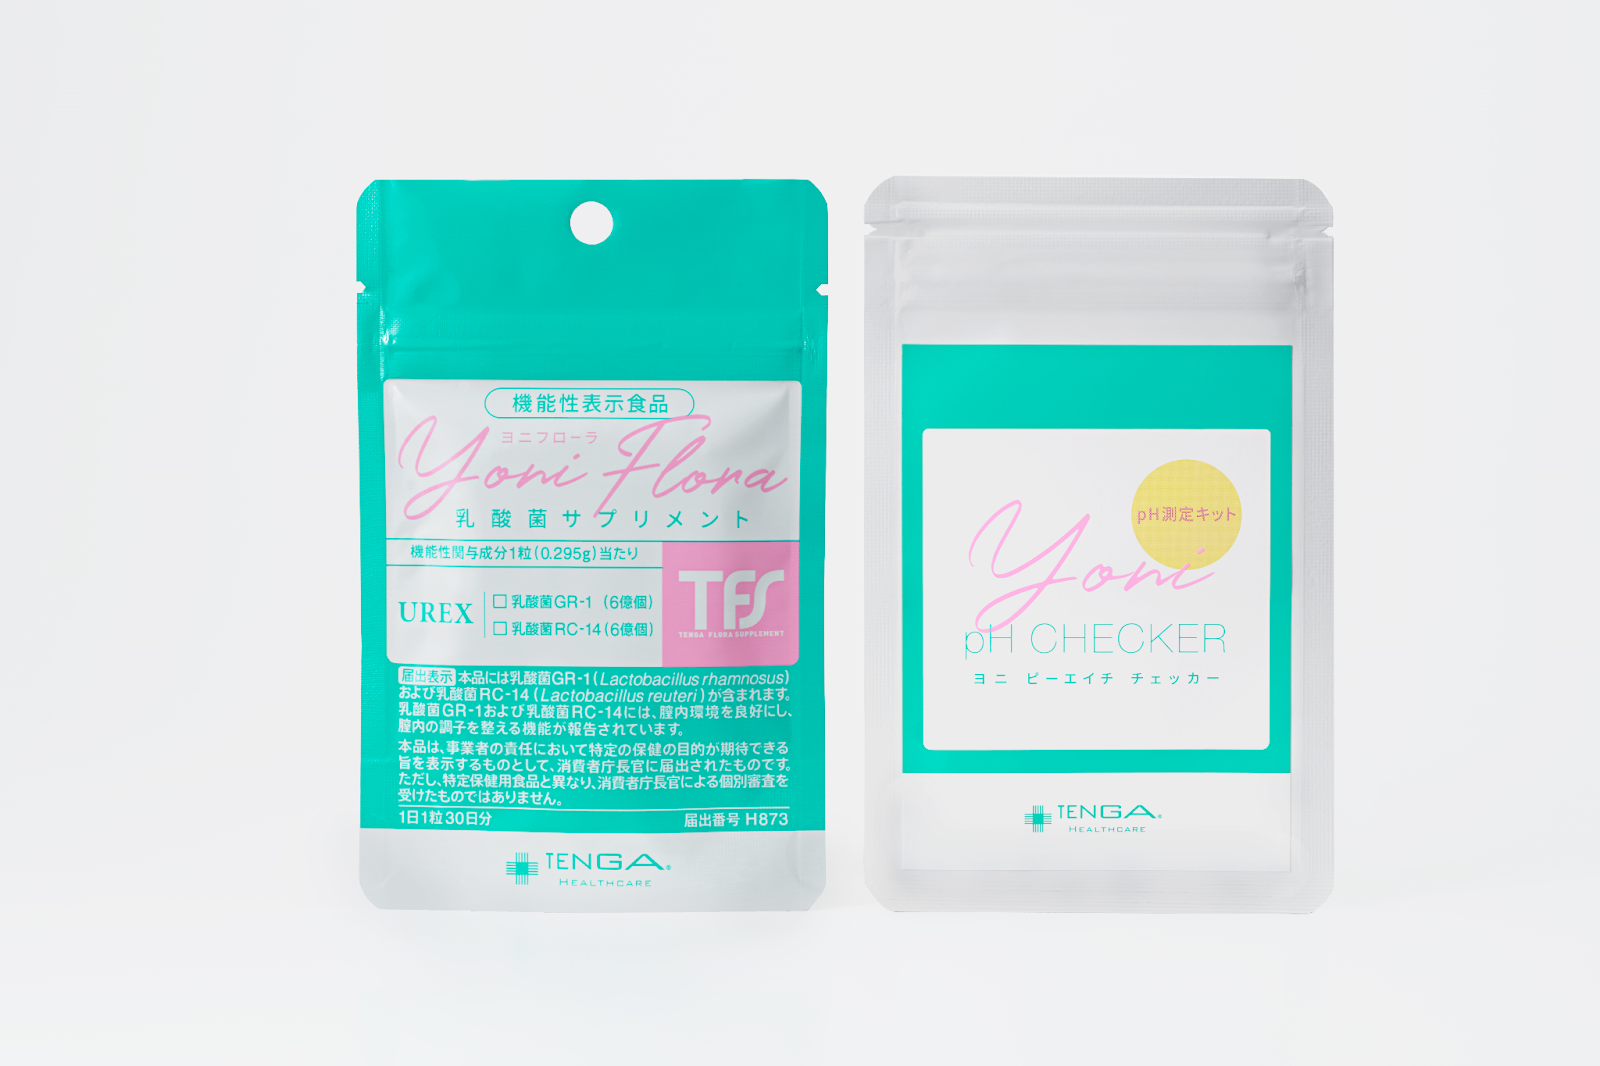 機能性表示食品
ヨニフローラ
Yoni Flora
乳酸菌サプリメント
機能性関与成分1粒(0.295g)当たり
UREX
□乳酸菌GR-1 (6億個)
□乳酸菌RC-14(6億個)
TFS
TENGA FLORA SUPPLEMENT
届出表示 本品には乳酸菌GR-1(Lactobacillus rhamnosus)
および乳酸菌RC-14(Lactobacillus reuteri)が含まれます。
乳酸菌GR-1および乳酸菌RC-14には、膣内環境を良好にし、
膣内の調子を整える機能が報告されています。
本品は、事業者の責任において特定の保健の目的が期待できる
旨を表示するものとして、消費者庁長官に届出されたものです。
ただし、特定保健用食品と異なり、消費者庁長官による個別審査を
受けたものではありません。
1日1粒30日分
届出番号 H873
TENGA®
HEALTHCARE
pH測定キット
Yoni
pH CHECKER
ヨニ ピーエイチ チェッカー
TENGA®
HEALTHCARE